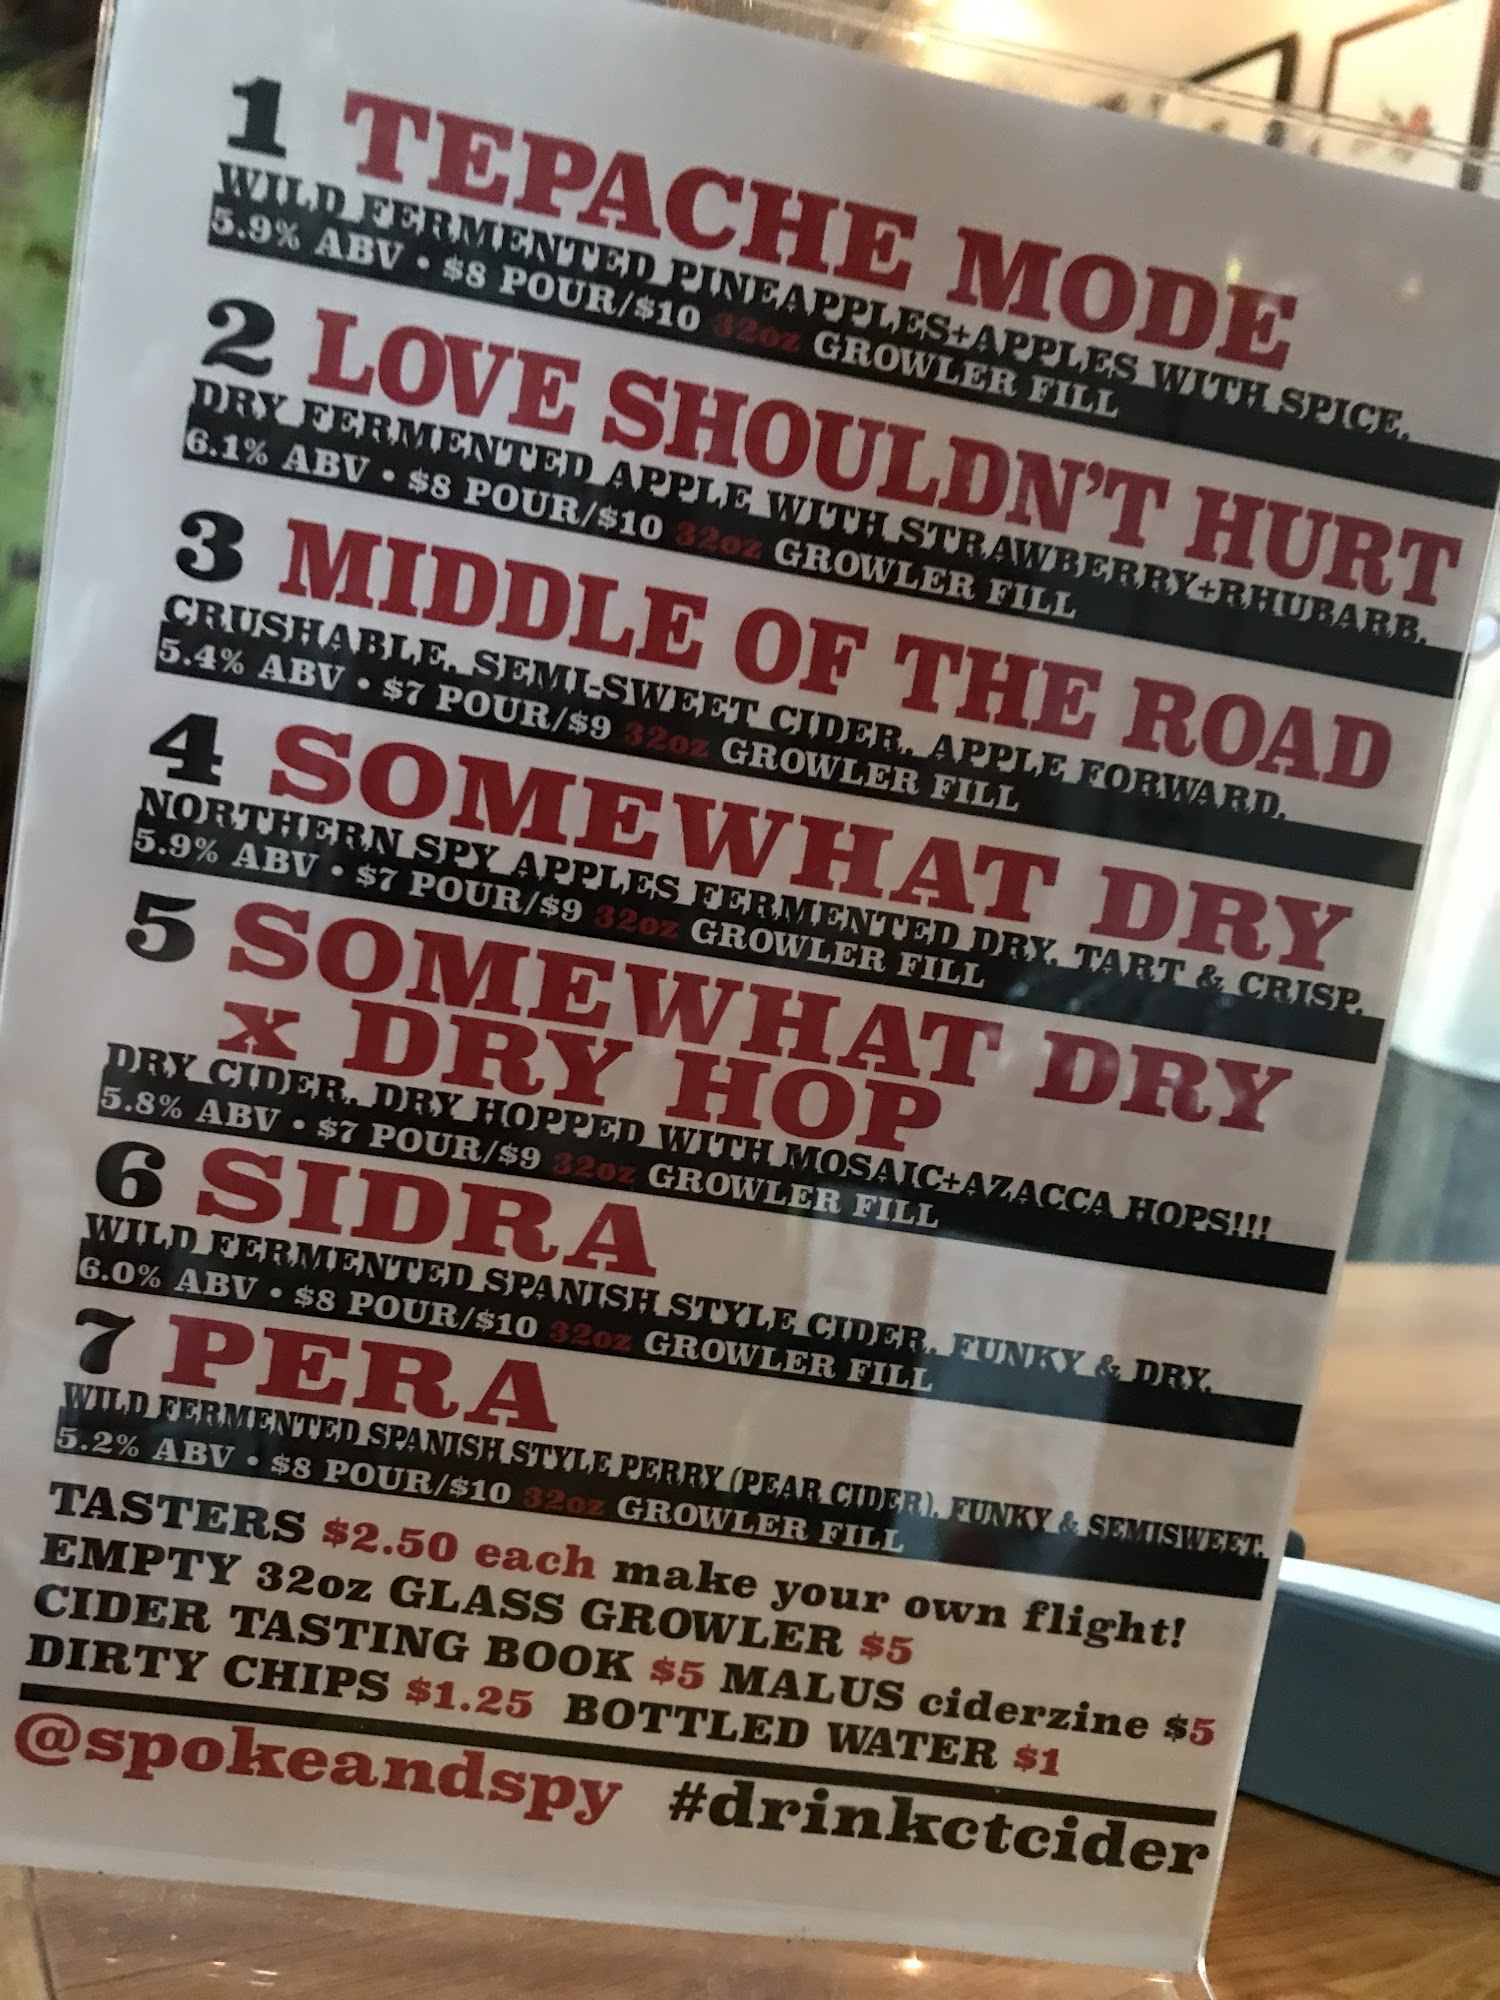 1 TEPACHE MODE
WILD FERMENTED PINEAPPLES+APPLES WITH SPICE.
5.9% ABV • $8 POUR/$10 32oz GROWLER FILL
2 LOVE SHOULDN'T HURT
DRY FERMENTED APPLE WITH STRAWBERRY+RHUBARB.
6.1% ABV • $8 POUR/$10 32oz GROWLER FILL
3 MIDDLE OF THE ROAD
CRUSHABLE, SEMI-SWEET CIDER, APPLE FORWARD.
5.4% ABV • $7 POUR/$9 32oz GROWLER FILL
4 SOMEWHAT DRY
NORTHERN SPY APPLES FERMENTED DRY, TART & CRISP.
5.9% ABV • $7 POUR/$9 32oz GROWLER FILL
5 SOMEWHAT DRY
x DRY HOP
DRY CIDER, DRY HOPPED WITH MOSAIC+AZACCA HOPS!!!
5.8% ABV • $7 POUR/$9 32oz GROWLER FILL
6 SIDRA
WILD FERMENTED SPANISH STYLE CIDER, FUNKY & DRY.
6.0% ABV • $8 POUR/$10 32oz GROWLER FILL
7 PERA
WILD FERMENTED SPANISH STYLE PERRY (PEAR CIDER), FUNKY & SEMISWEET.
5.2% ABV • $8 POUR/$10 32oz GROWLER FILL
TASTERS $2.50 each make your own flight!
EMPTY 32oz GLASS GROWLER $5
CIDER TASTING BOOK $5 MALUS ciderzine $5
DIRTY CHIPS $1.25 BOTTLED WATER $1
@spokeandspy #drinkctcider